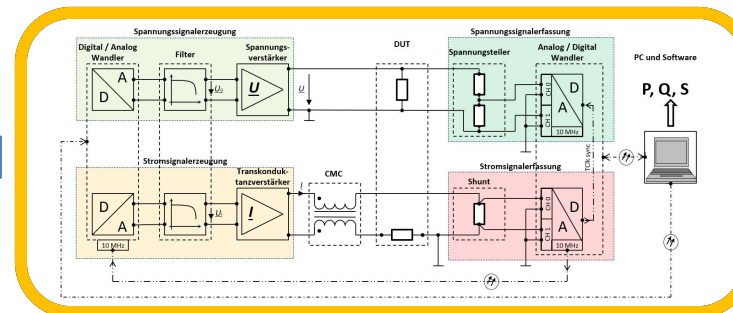 Spannungssignalerzeugung
Spannungssignalerfassung
Digital / Analog
Wandler
Filter
Spannungs-
verstärker
DUT
Spannungsteiler
Analog / Digital
Wandler
PC und Software
A
D
U
U
CH 0
CH 1
A
D
10 MHz
P, Q, S
TCIk sync
Stromsignalerzeugung
Transkonduk-
tanzverstärker
CMC
Stromsignalerfassung
Shunt
D
A
10 MHz
I
I
CH 0
CH 1
D
A
10 MHz